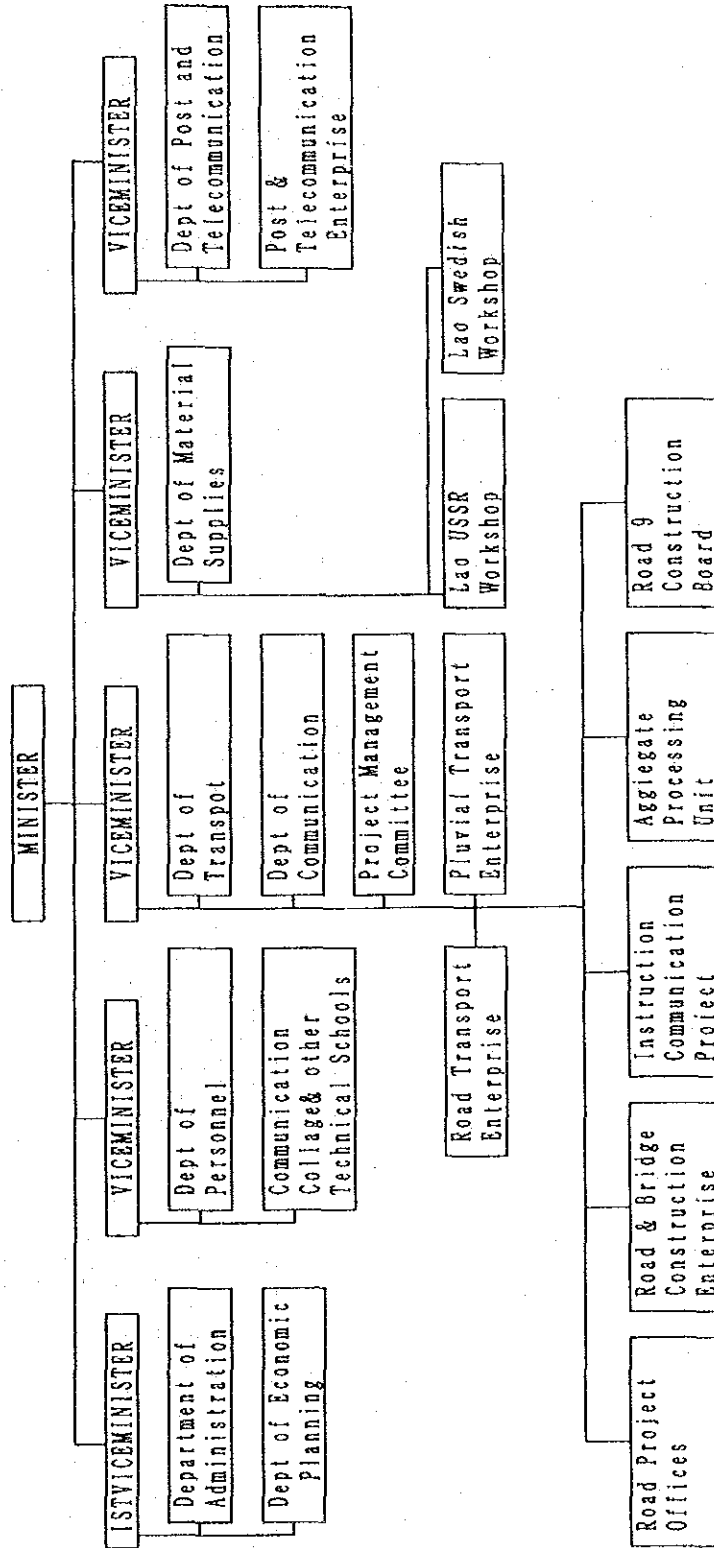 MINISTER
ISTVICEMINISTER
Department of
Administration
Dept of Economic
Planning
VICEMINISTER
Dept of
Personnel
Communication
Collage& other
Technical Schools
VICEMINISTER
Dept of
Transpot
Dept of
Communication
Project Management
Committee
Pluvial Transport
Enterprise
Road Transport
Enterprise
VICEMINISTER
Dept of Material
Supplies
Lao USSR
Workshop
Lao Swedish
Workshop
VICEMINISTER
Dept of Post and
Telecommunication
Post &
Telecommunication
Enterprise
Road Project
Offices
Road & Bridge
Construction
Enterprise
Instruction
Communication
Project
Aggiegate
Processing
Unit
Road 9
Construction
Board